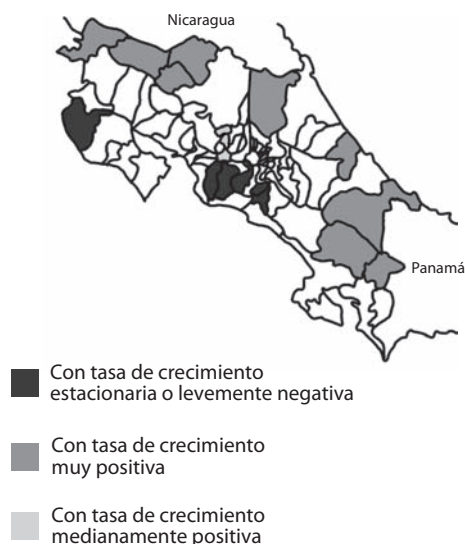 Nicaragua
Panamá
Con tasa de crecimiento
estacionaria o levemente negativa
Con tasa de crecimiento
muy positiva
Con tasa de crecimiento
medianamente positiva